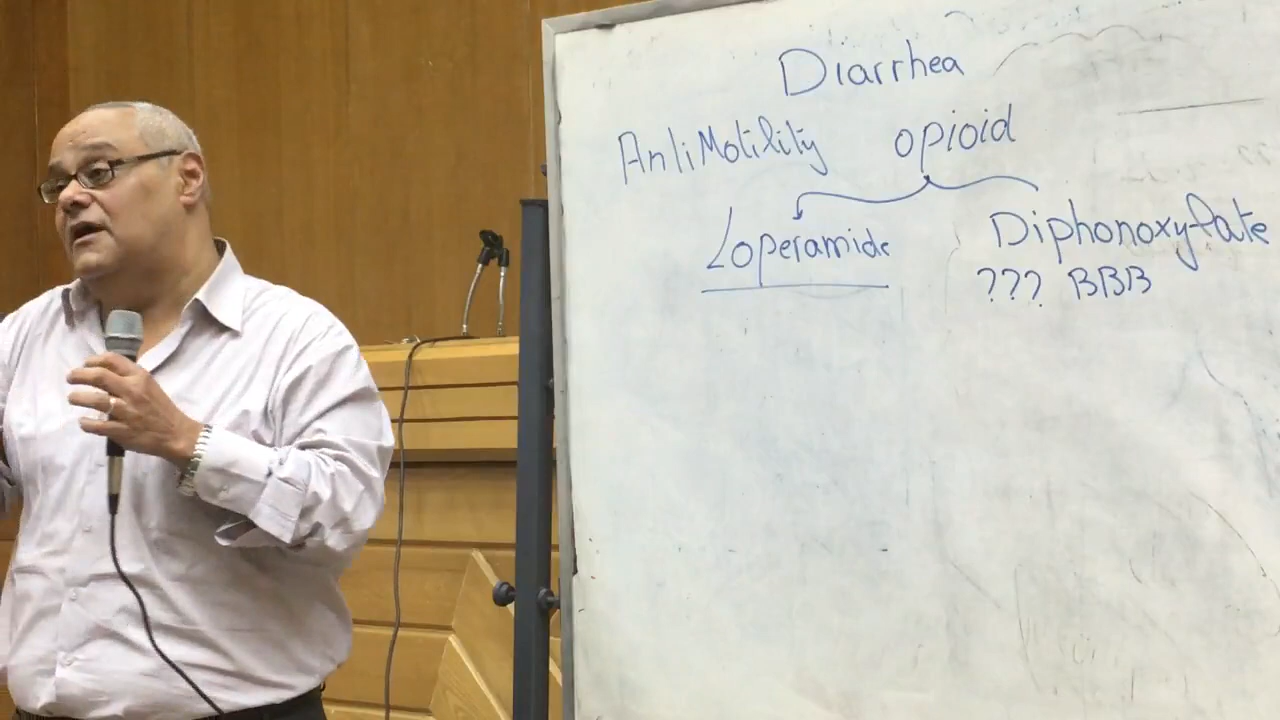 Diarrhea
AntiMotility opioid
Loperamide Diphonoxylate
??? BBB